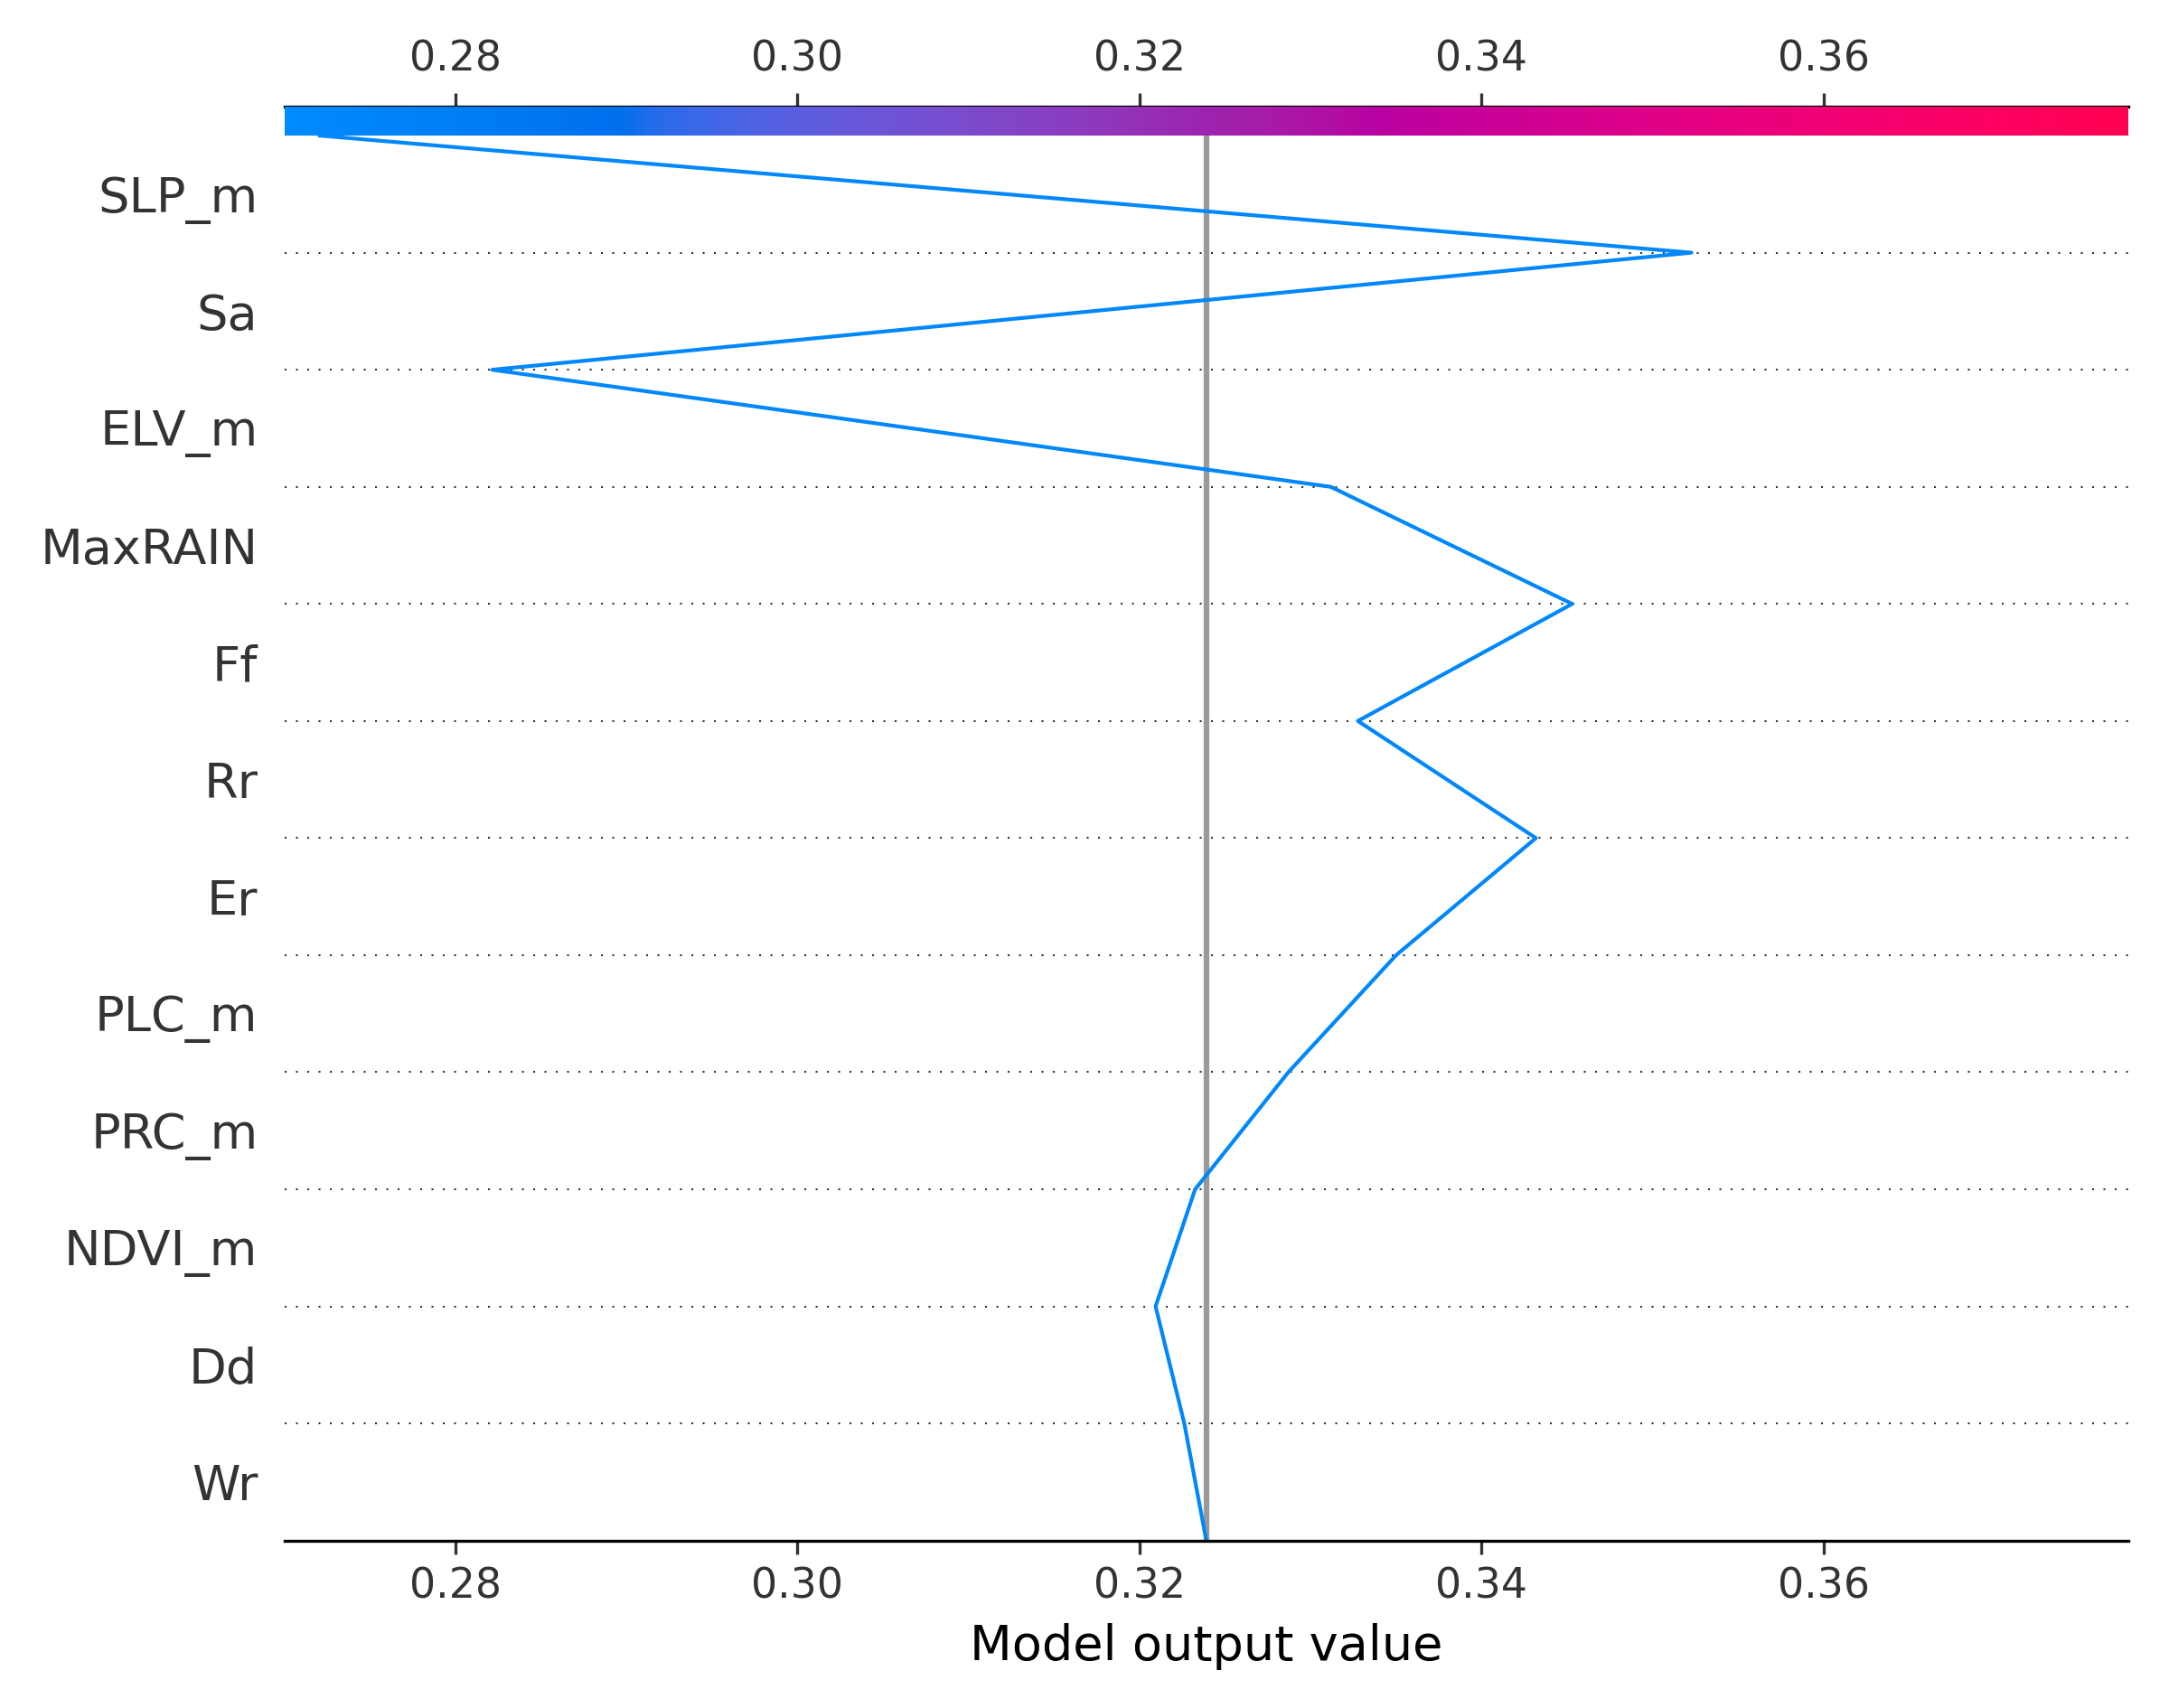 0.28 0.30 0.32 0.34 0.36
SLP_m
Sa
ELV_m
MaxRAIN
Ff
Rr
Er
PLC_m
PRC_m
NDVI_m
Dd
Wr
0.28 0.30 0.32 0.34 0.36
Model output value